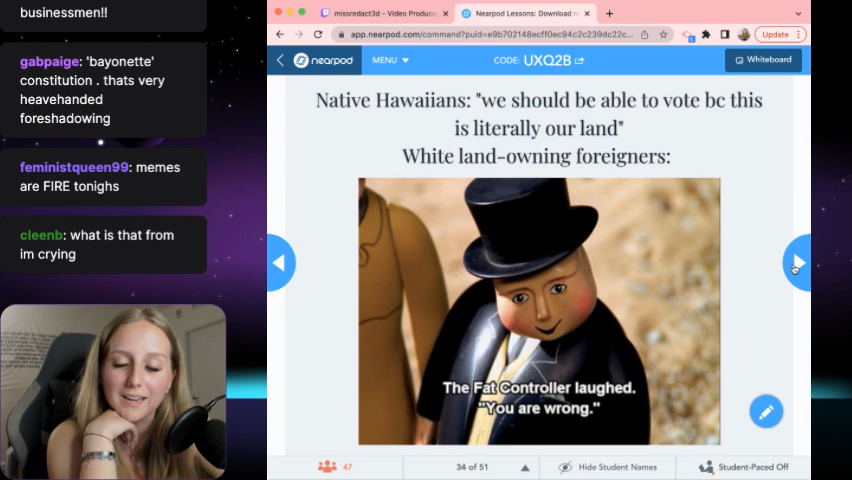 businessmen!!
gabpaige: 'bayonette'
constitution . thats very
heavehanded
foreshadowing
feministqueen99: memes
are FIRE tonighs
cleenb: what is that from
im crying
missredact3d - Video Produce
Nearpod Lessons: Download n
app.nearpod.com/command?puid=e9b702148ecff0ec94c2c239dc22c...
Update
nearpod
MENU
CODE: UXQ2B
Whiteboard
Native Hawaiians: "we should be able to vote bc this
is literally our land"
White land-owning foreigners:
The Fat Controller laughed.
"You are wrong."
47
34 of 51
Hide Student Names
Student-Paced Off